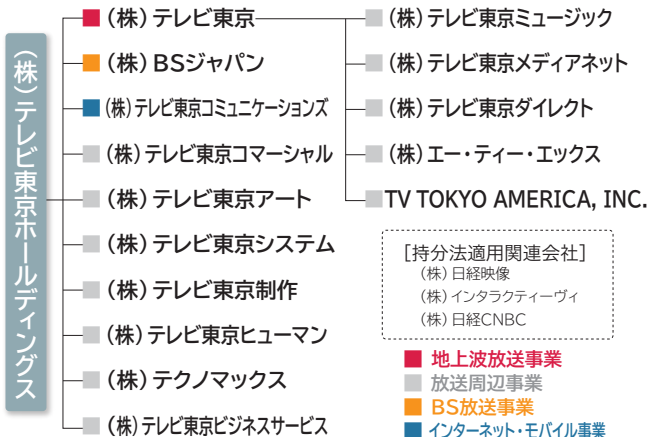 (株)テレビ東京ホールディングス
(株)テレビ東京
(株)BSジャパン
(株)テレビ東京コミュニケーションズ
(株)テレビ東京コマーシャル
(株)テレビ東京アート
(株)テレビ東京システム
(株)テレビ東京制作
(株)テレビ東京ヒューマン
(株)テクノマックス
(株)テレビ東京ビジネスサービス
(株)テレビ東京ミュージック
(株)テレビ東京メディアネット
(株)テレビ東京ダイレクト
(株)エー・ティー・エックス
TV TOKYO AMERICA, INC.
[持分法適用関連会社]
(株)日経映像
(株)インタラクティーヴィ
(株)日経CNBC
地上波放送事業
放送周辺事業
BS放送事業
インターネット・モバイル事業